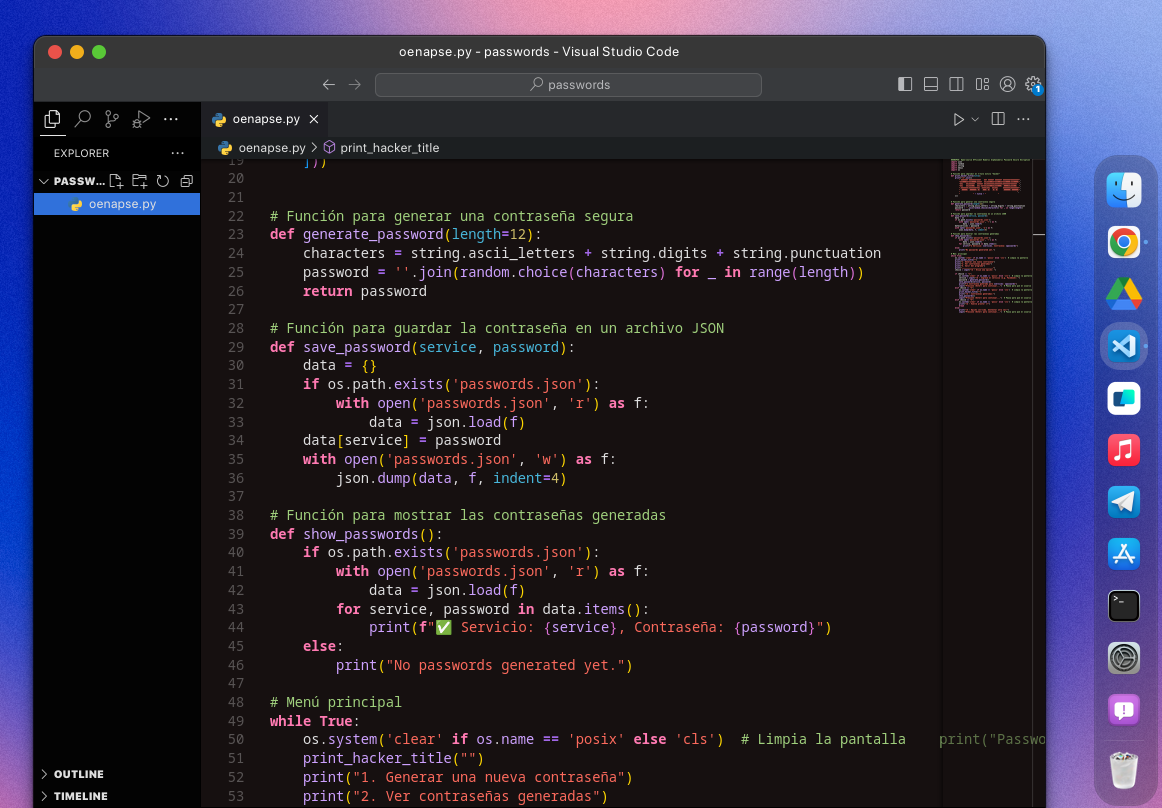 oenapse.py - passwords - Visual Studio Code
passwords
1
oenapse.py
EXPLORER
oenapse.py
print_hacker_title
PASSW...
oenapse.py
19 ]))
20
21
22 # Función para generar una contraseña segura
23 def generate_password(length=12):
24 characters = string.ascii_letters + string.digits + string.punctuation
25 password = ''.join(random.choice(characters) for _ in range(length))
26 return password
27
28 # Función para guardar la contraseña en un archivo JSON
29 def save_password(service, password):
30 data = {}
31 if os.path.exists('passwords.json'):
32 with open('passwords.json', 'r') as f:
33 data = json.load(f)
34 data[service] = password
35 with open('passwords.json', 'w') as f:
36 json.dump(data, f, indent=4)
37
38 # Función para mostrar las contraseñas generadas
39 def show_passwords():
40 if os.path.exists('passwords.json'):
41 with open('passwords.json', 'r') as f:
42 data = json.load(f)
43 for service, password in data.items():
44 print(f"✅ Servicio: {service}, Contraseña: {password}")
45 else:
46 print("No passwords generated yet.")
47
48 # Menú principal
49 while True:
50 os.system('clear' if os.name == 'posix' else 'cls')  # Limpia la pantalla print("Passwo
51 print_hacker_title("")
52 print("1. Generar una nueva contraseña")
53 print("2. Ver contraseñas generadas")
OUTLINE
TIMELINE